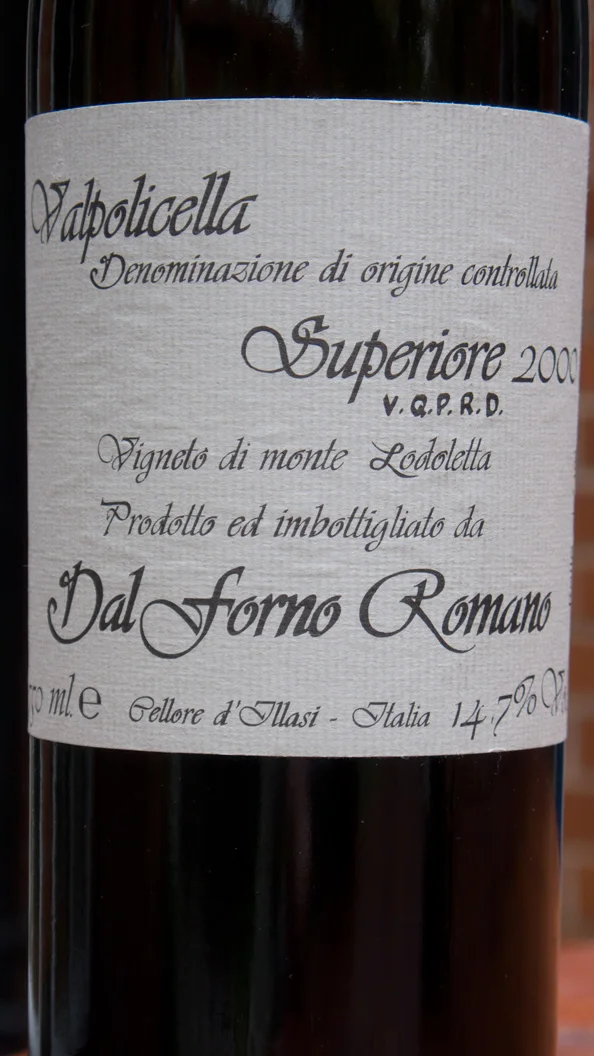 Valpolicella
Denominazione di origine controllata
Superiore 2000
V.Q.P.R.D.
Vigneto di monte Lodoletta
Prodotto ed imbottigliato da
Dal Forno Romano
ml. e Cellore d'Illasi - Italia 14,7%